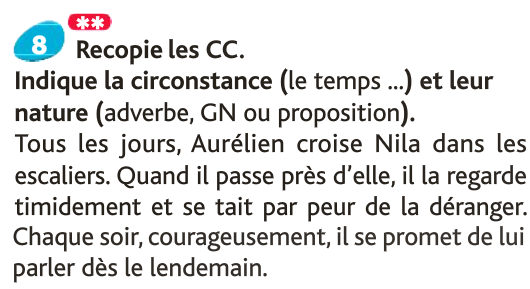 8 **
Recopie les CC.
Indique la circonstance (le temps ...) et leur
nature (adverbe, GN ou proposition).
Tous les jours, Aurélien croise Nila dans les
escaliers. Quand il passe près d'elle, il la regarde
timidement et se tait par peur de la déranger.
Chaque soir, courageusement, il se promet de lui
parler dès le lendemain.